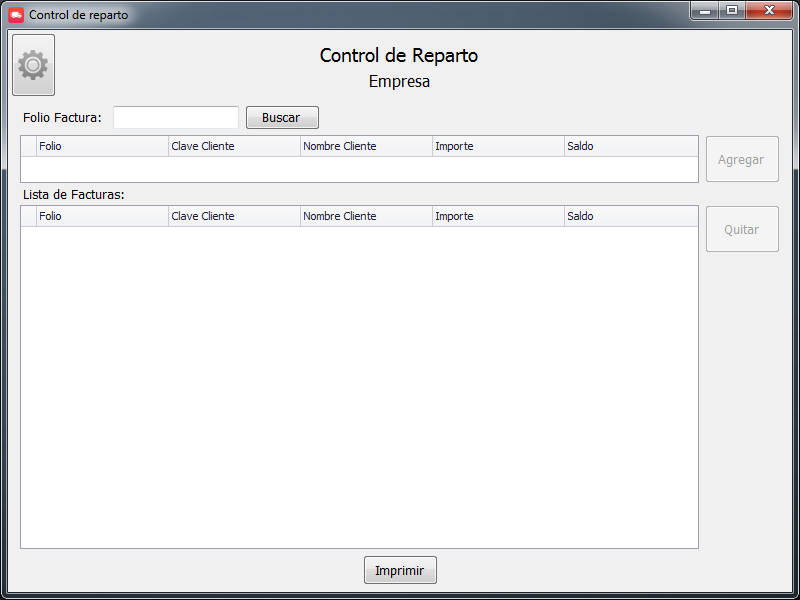 Control de reparto
Control de Reparto
Empresa
Folio Factura: Buscar
Folio Clave Cliente Nombre Cliente Importe Saldo
Agregar
Lista de Facturas:
Folio Clave Cliente Nombre Cliente Importe Saldo
Quitar
Imprimir